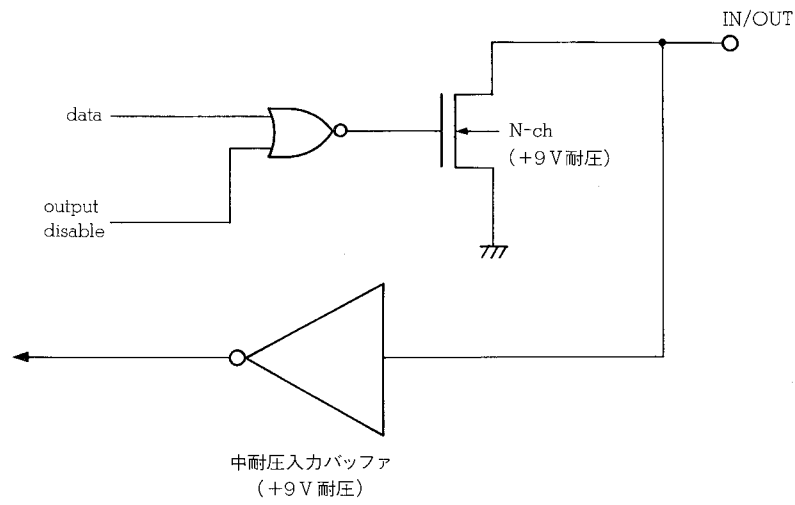 IN/OUT
data
N-ch
(+9V耐圧)
output
disable
中耐圧入力バッファ
(+9V耐圧)